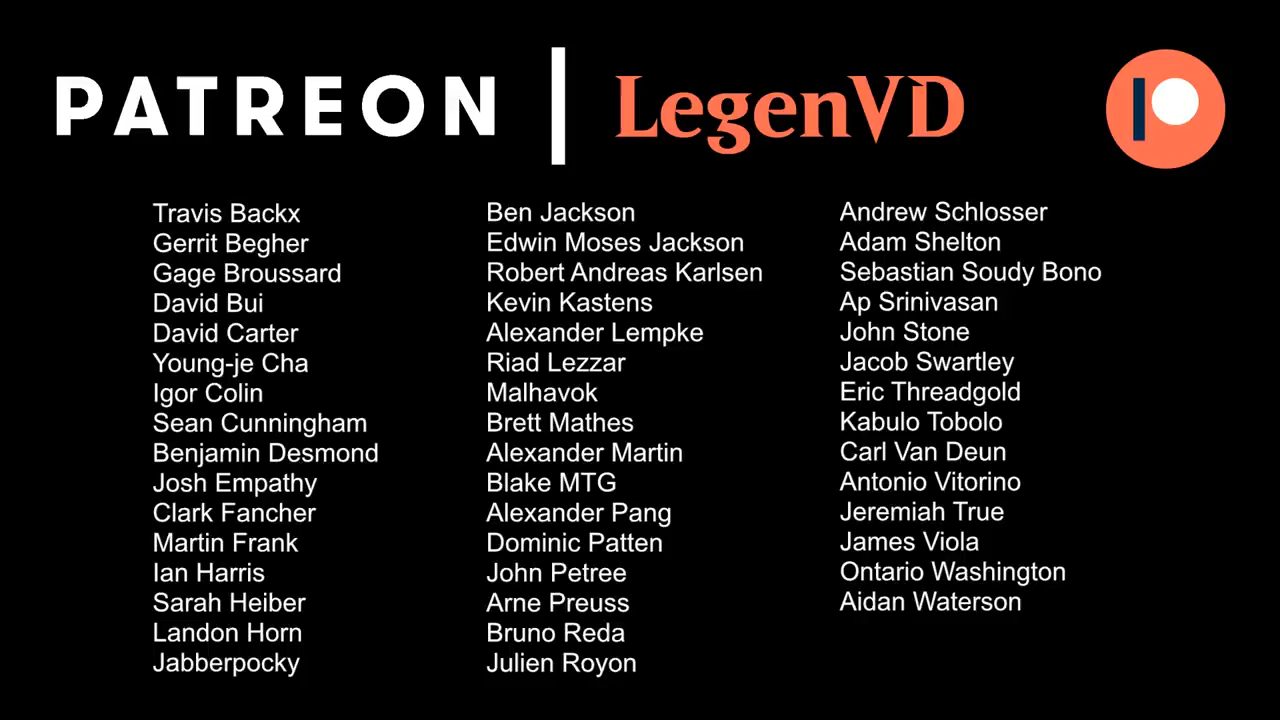 PATREON | LegenVD
Travis Backx
Gerrit Begher
Gage Broussard
David Bui
David Carter
Young-je Cha
Igor Colin
Sean Cunningham
Benjamin Desmond
Josh Empathy
Clark Fancher
Martin Frank
Ian Harris
Sarah Heiber
Landon Horn
Jabberpocky
Ben Jackson
Edwin Moses Jackson
Robert Andreas Karlsen
Kevin Kastens
Alexander Lempke
Riad Lezzar
Malhavok
Brett Mathes
Alexander Martin
Blake MTG
Alexander Pang
Dominic Patten
John Petree
Arne Preuss
Bruno Reda
Julien Royon
Andrew Schlosser
Adam Shelton
Sebastian Soudy Bono
Ap Srinivasan
John Stone
Jacob Swartley
Eric Threadgold
Kabulo Tobolo
Carl Van Deun
Antonio Vitorino
Jeremiah True
James Viola
Ontario Washington
Aidan Waterson